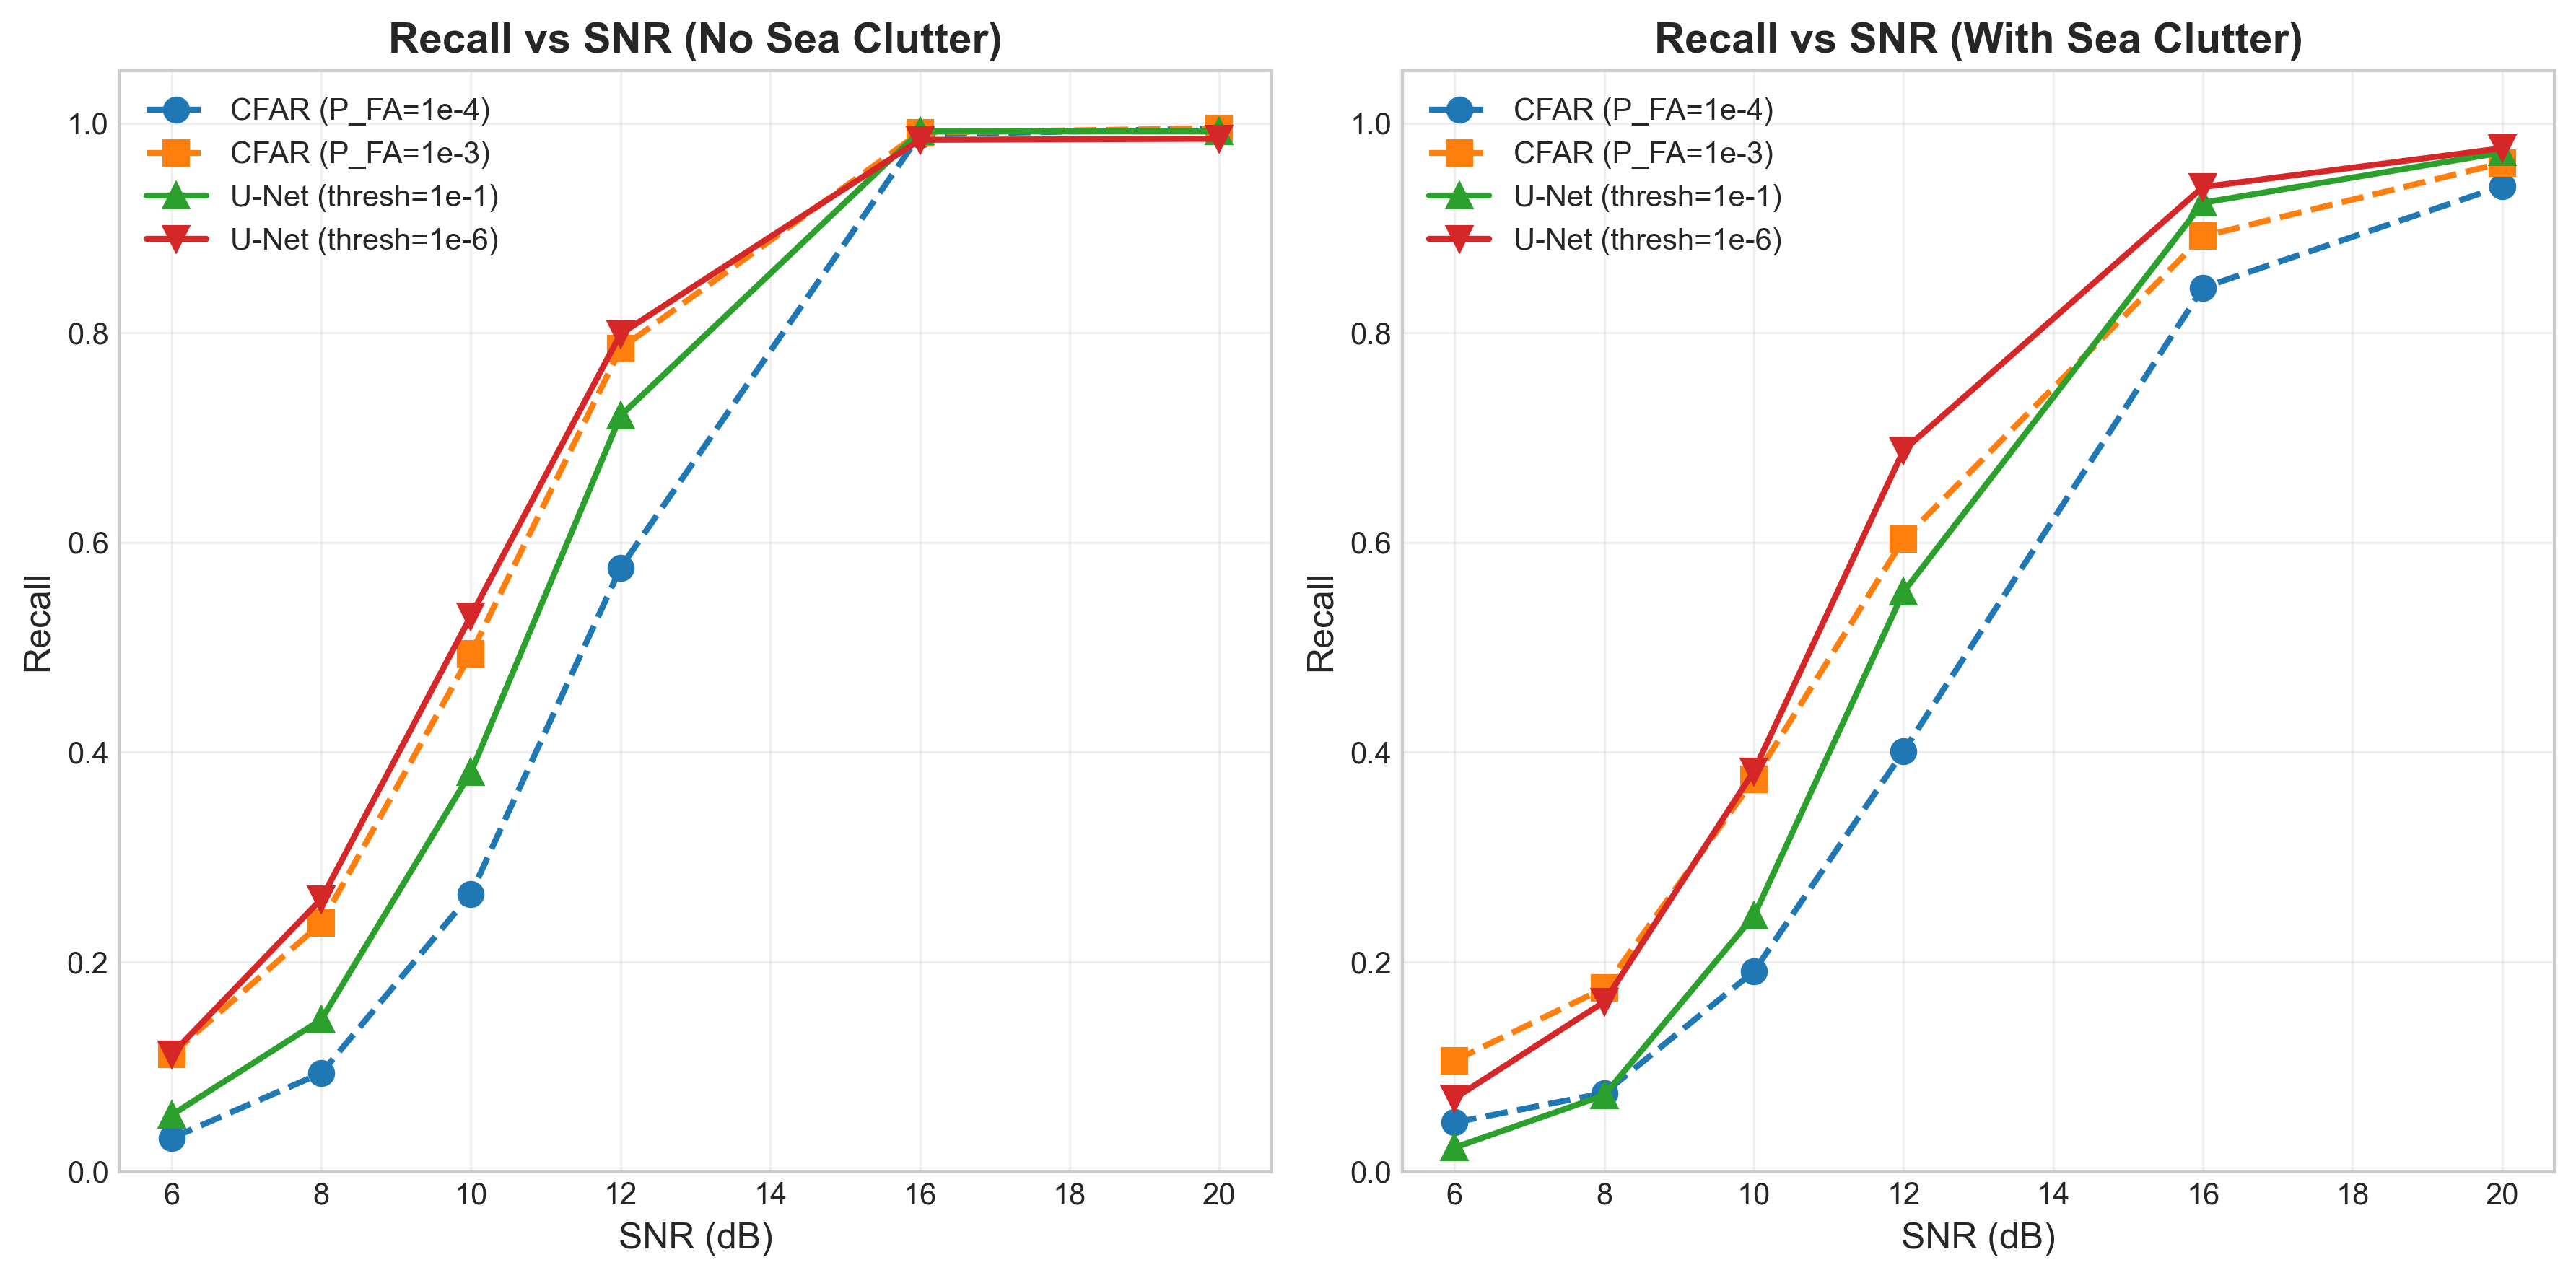 Recall vs SNR (No Sea Clutter)
CFAR (P_FA=1e-4)
CFAR (P_FA=1e-3)
U-Net (thresh=1e-1)
U-Net (thresh=1e-6)
1.0
0.8
0.6
0.4
0.2
0.0
Recall
6 8 10 12 14 16 18 20
SNR (dB)
Recall vs SNR (With Sea Clutter)
CFAR (P_FA=1e-4)
CFAR (P_FA=1e-3)
U-Net (thresh=1e-1)
U-Net (thresh=1e-6)
1.0
0.8
0.6
0.4
0.2
0.0
Recall
6 8 10 12 14 16 18 20
SNR (dB)